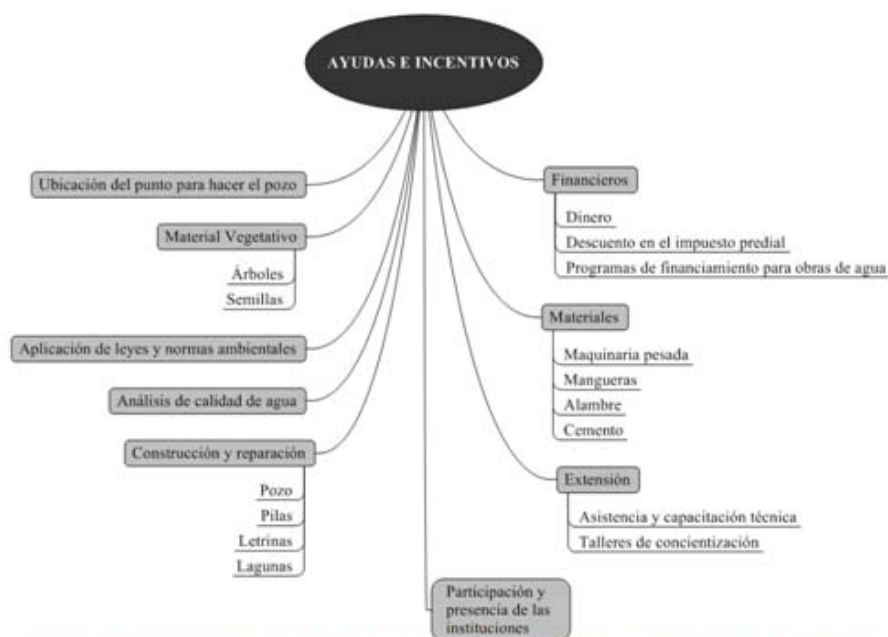 AYUDAS E INCENTIVOS
Ubicación del punto para hacer el pozo
Material Vegetativo
Árboles
Semillas
Aplicación de leyes y normas ambientales
Análisis de calidad de agua
Construcción y reparación
Pozo
Pilas
Letrinas
Lagunas
Financieros
Dinero
Descuento en el impuesto predial
Programas de financiamiento para obras de agua
Materiales
Maquinaria pesada
Mangueras
Alambre
Cemento
Extensión
Asistencia y capacitación técnica
Talleres de concientización
Participación y
presencia de las
instituciones